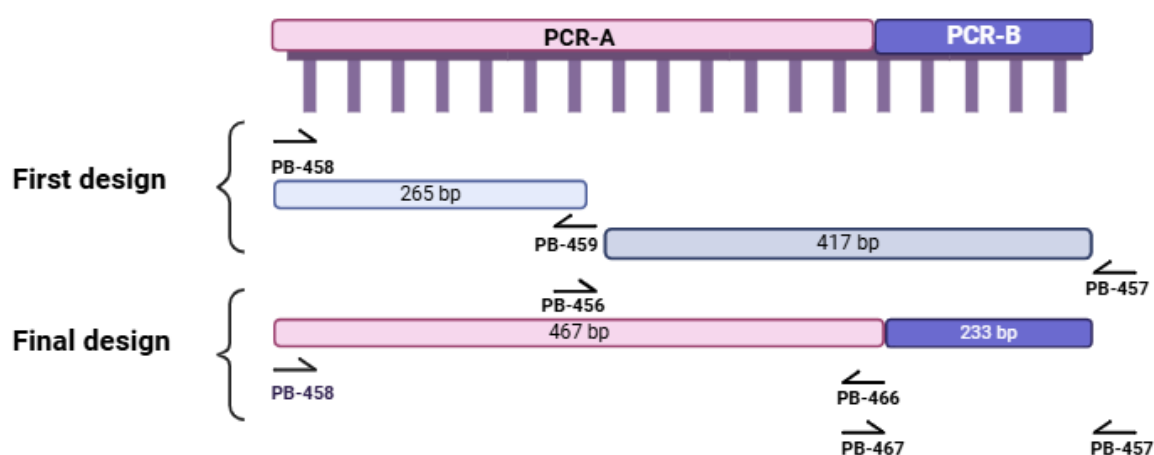 PCR-A
PCR-B
PB-458
First design
265 bp
417 bp
PB-459
PB-457
PB-456
467 bp
233 bp
Final design
PB-458
PB-466
PB-467
PB-457